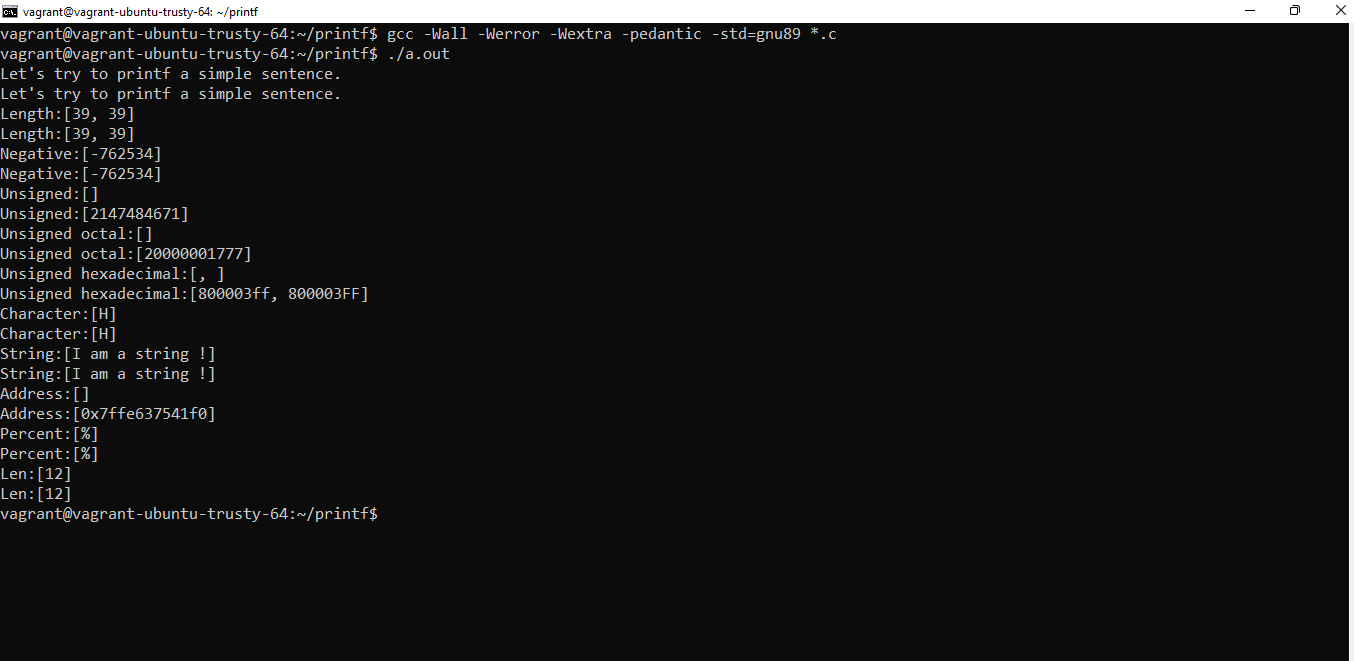 vagrant@vagrant-ubuntu-trusty-64: ~/printf
vagrant@vagrant-ubuntu-trusty-64:~/printf$ gcc -Wall -Werror -Wextra -pedantic -std=gnu89 *.c
vagrant@vagrant-ubuntu-trusty-64:~/printf$ ./a.out
Let's try to printf a simple sentence.
Let's try to printf a simple sentence.
Length:[39, 39]
Length:[39, 39]
Negative:[-762534]
Negative:[-762534]
Unsigned:[]
Unsigned:[2147484671]
Unsigned octal:[]
Unsigned octal:[20000001777]
Unsigned hexadecimal:[, ]
Unsigned hexadecimal:[800003ff, 800003FF]
Character:[H]
Character:[H]
String:[I am a string !]
String:[I am a string !]
Address:[]
Address:[0x7ffe637541f0]
Percent:[%]
Percent:[%]
Len:[12]
Len:[12]
vagrant@vagrant-ubuntu-trusty-64:~/printf$